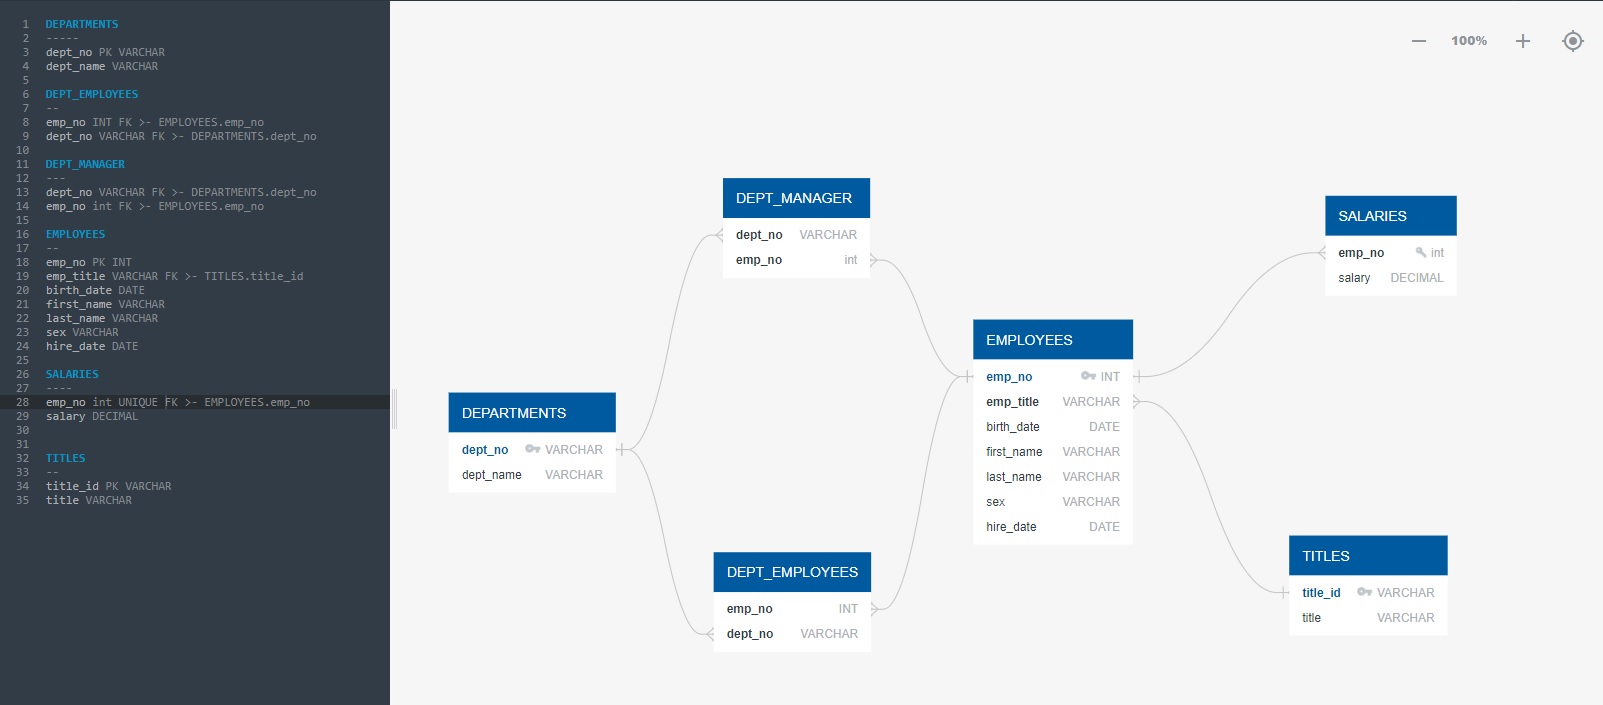 1 DEPARTMENTS
2 -----
3 dept_no PK VARCHAR
4 dept_name VARCHAR
5
6 DEPT_EMPLOYEES
7 --
8 emp_no INT FK >- EMPLOYEES.emp_no
9 dept_no VARCHAR FK >- DEPARTMENTS.dept_no
10
11 DEPT_MANAGER
12 ---
13 dept_no VARCHAR FK >- DEPARTMENTS.dept_no
14 emp_no int FK >- EMPLOYEES.emp_no
15
16 EMPLOYEES
17 --
18 emp_no PK INT
19 emp_title VARCHAR FK >- TITLES.title_id
20 birth_date DATE
21 first_name VARCHAR
22 last_name VARCHAR
23 sex VARCHAR
24 hire_date DATE
25
26 SALARIES
27 ----
28 emp_no int UNIQUE FK >- EMPLOYEES.emp_no
29 salary DECIMAL
30
31
32 TITLES
33 --
34 title_id PK VARCHAR
35 title VARCHAR
100%
DEPT_MANAGER
dept_no VARCHAR
emp_no int
SALARIES
emp_no int
salary DECIMAL
EMPLOYEES
emp_no INT
emp_title VARCHAR
birth_date DATE
first_name VARCHAR
last_name VARCHAR
sex VARCHAR
hire_date DATE
DEPARTMENTS
dept_no VARCHAR
dept_name VARCHAR
DEPT_EMPLOYEES
emp_no INT
dept_no VARCHAR
TITLES
title_id VARCHAR
title VARCHAR